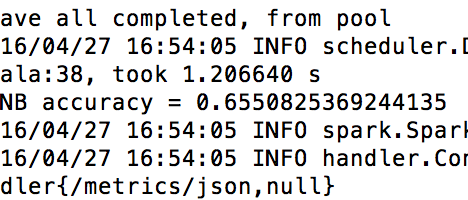 ave all completed, from pool
16/04/27 16:54:05 INFO scheduler.D
ala:38, took 1.206640 s
NB accuracy = 0.6550825369244135
16/04/27 16:54:05 INFO spark.Spark
16/04/27 16:54:05 INFO handler.Con
dler{/metrics/json,null}